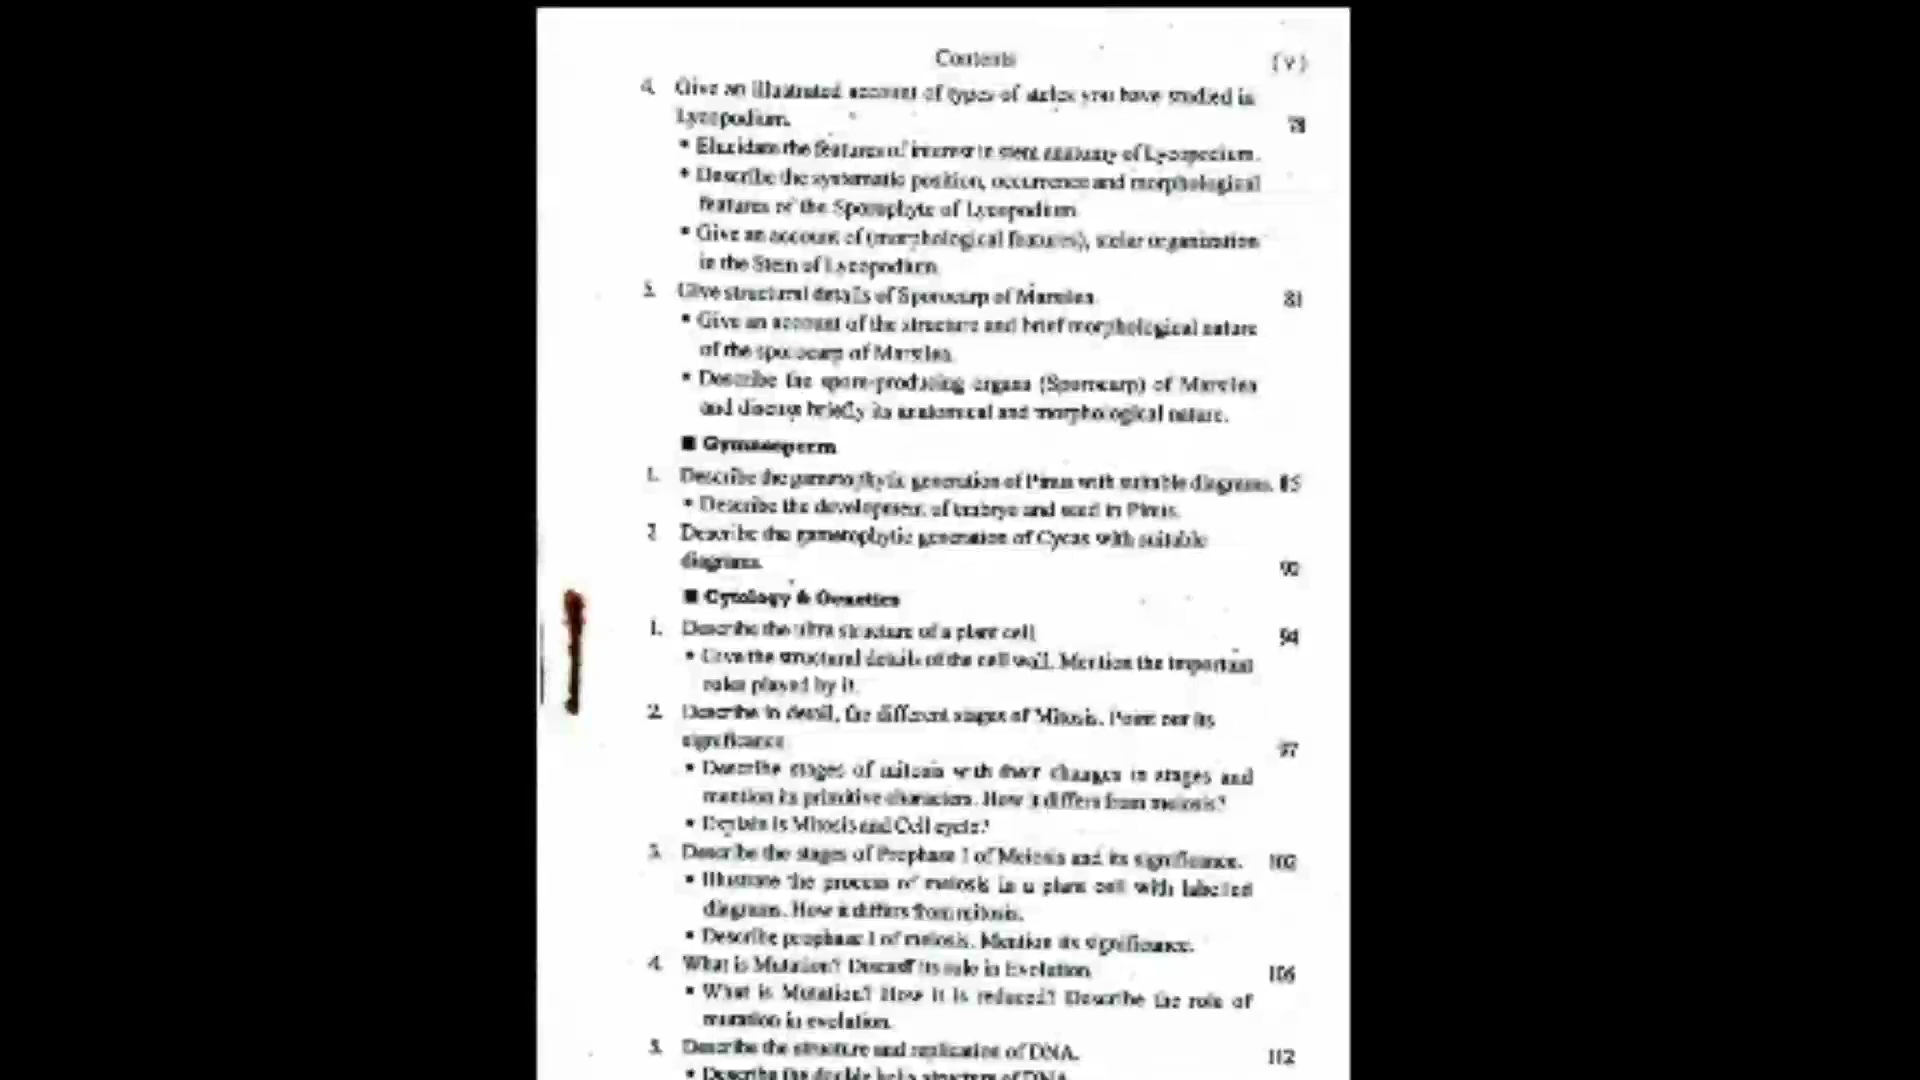 Contents (v)
4. Give an illustrated account of types of steles you have studied in
Lycopodium. 78
• Elucidate the features of interest in stem anatomy of Lycopodium.
• Describe the systematic position, occurrence and morphological
features of the Sporophyte of Lycopodium
• Give an account of (morphological features), stelar organization
in the Stem of Lycopodium
5. Give structural details of Sporocarp of Marsilea. 81
• Give an account of the structure and brief morphological nature
of the sporocarp of Marsilea.
• Describe the spore-producing organs (Sporocarp) of Marsilea
and discuss briefly its anatomical and morphological nature.
■ Gymnosperm
1. Describe the gametophytic generation of Pinus with suitable diagrams. 85
• Describe the development of embryo and seed in Pinus.
2. Describe the gametophytic generation of Cycas with suitable
diagrams. 90
■ Cytology & Genetics
1. Describe the ultra structure of a plant cell 94
• Give the structural details of the cell wall. Mention the important
roles played by it.
2. Describe in detail, the different stages of Mitosis. Point out its
significance 97
• Describe stages of mitosis with their changes in stages and
mention its primitive characters. How it differs from meiosis?
• Explain is Mitosis and Cell cycle?
3. Describe the stages of Prophase I of Meiosis and its significance. 102
• Illustrate the process of meiosis in a plant cell with labelled
diagrams. How it differs from mitosis.
• Describe prophase I of meiosis. Mention its significance.
4. What is Mutation? Discuss its role in Evolution 106
• What is Mutation? How it is reduced? Describe the role of
mutation in evolution.
5. Describe the structure and replication of DNA. 112
• Describe the double helix structure of DNA